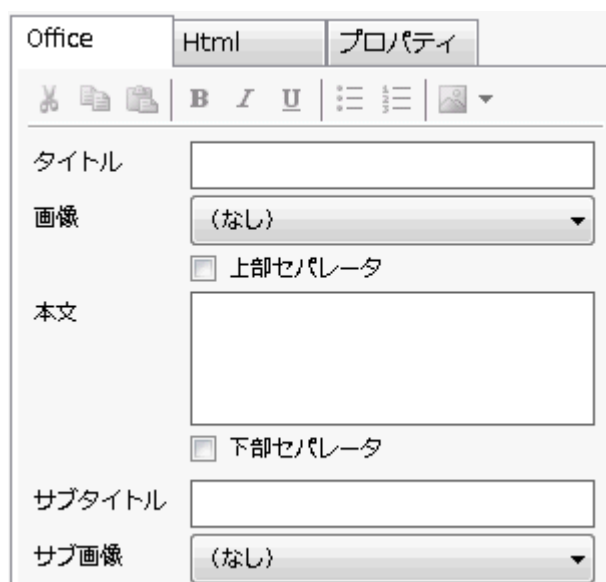 Office Html プロパティ
B I U
タイトル
画像 (なし)
上部セパレータ
本文
下部セパレータ
サブタイトル
サブ画像 (なし)